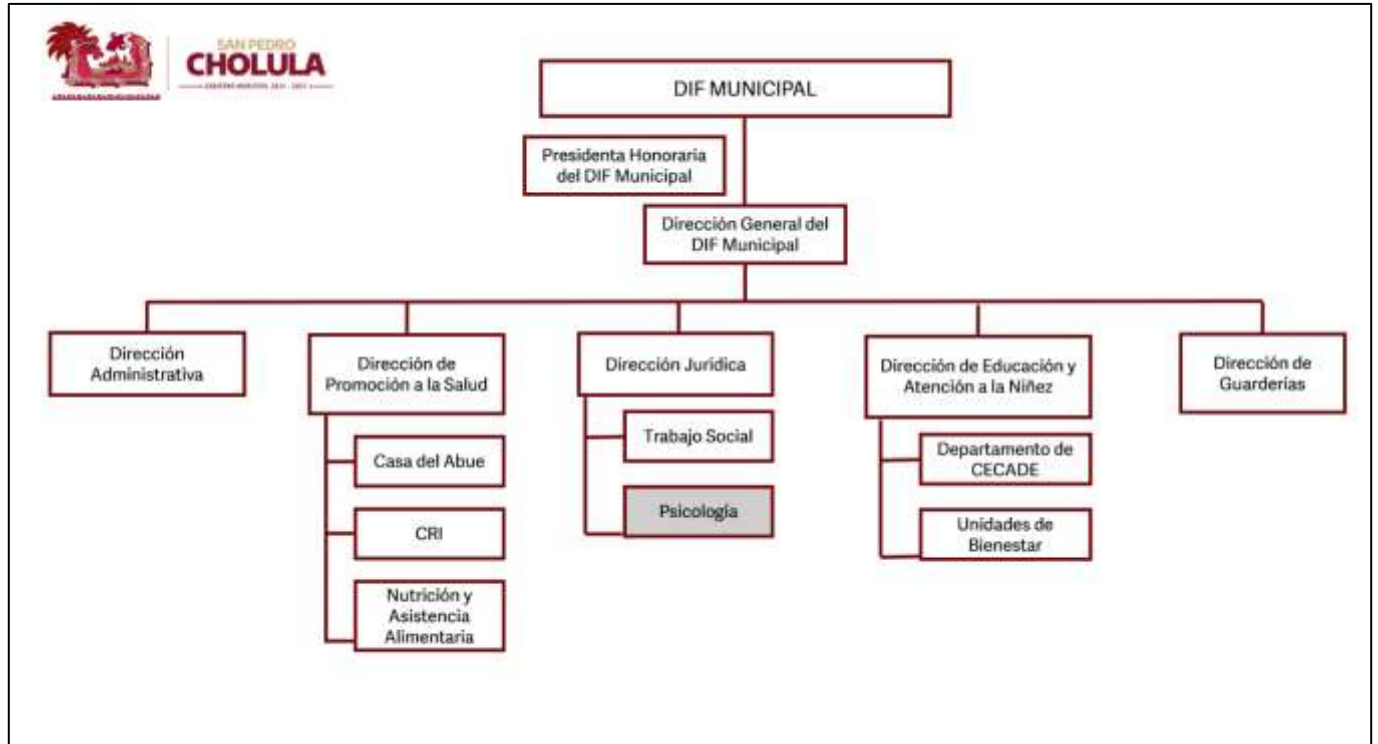 SAN PEDRO
CHOLULA
DIF MUNICIPAL
Presidenta Honoraria
del DIF Municipal
Dirección General del
DIF Municipal
Dirección
Administrativa
Dirección de
Promoción a la Salud
Dirección Jurídica
Dirección de Educación y
Atención a la Niñez
Dirección de
Guarderías
Casa del Abue
CRI
Nutrición y
Asistencia
Alimentaria
Trabajo Social
Psicología
Departamento de
CECADE
Unidades de
Bienestar